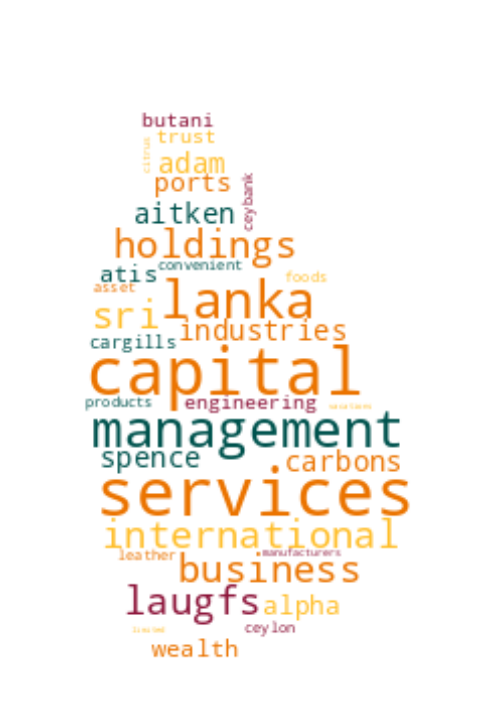 butani
trust
citrus
adam
ports
ceybank
aitken
holdings
convenient
atis
foods
asset
lanka
sri
industries
cargills
capital
products
engineering
management
spence
carbons
services
international
manufacturers
leather
business
laugfs
alpha
ceylon
wealth